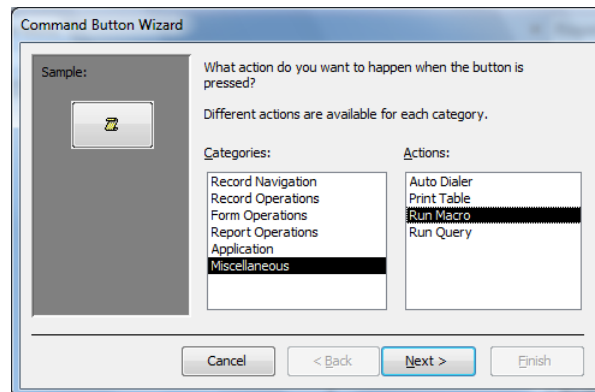 Command Button Wizard
Sample:
What action do you want to happen when the button is
pressed?
Different actions are available for each category.
Categories:
Record Navigation
Record Operations
Form Operations
Report Operations
Application
Miscellaneous
Actions:
Auto Dialer
Print Table
Run Macro
Run Query
Cancel
< Back
Next >
Finish